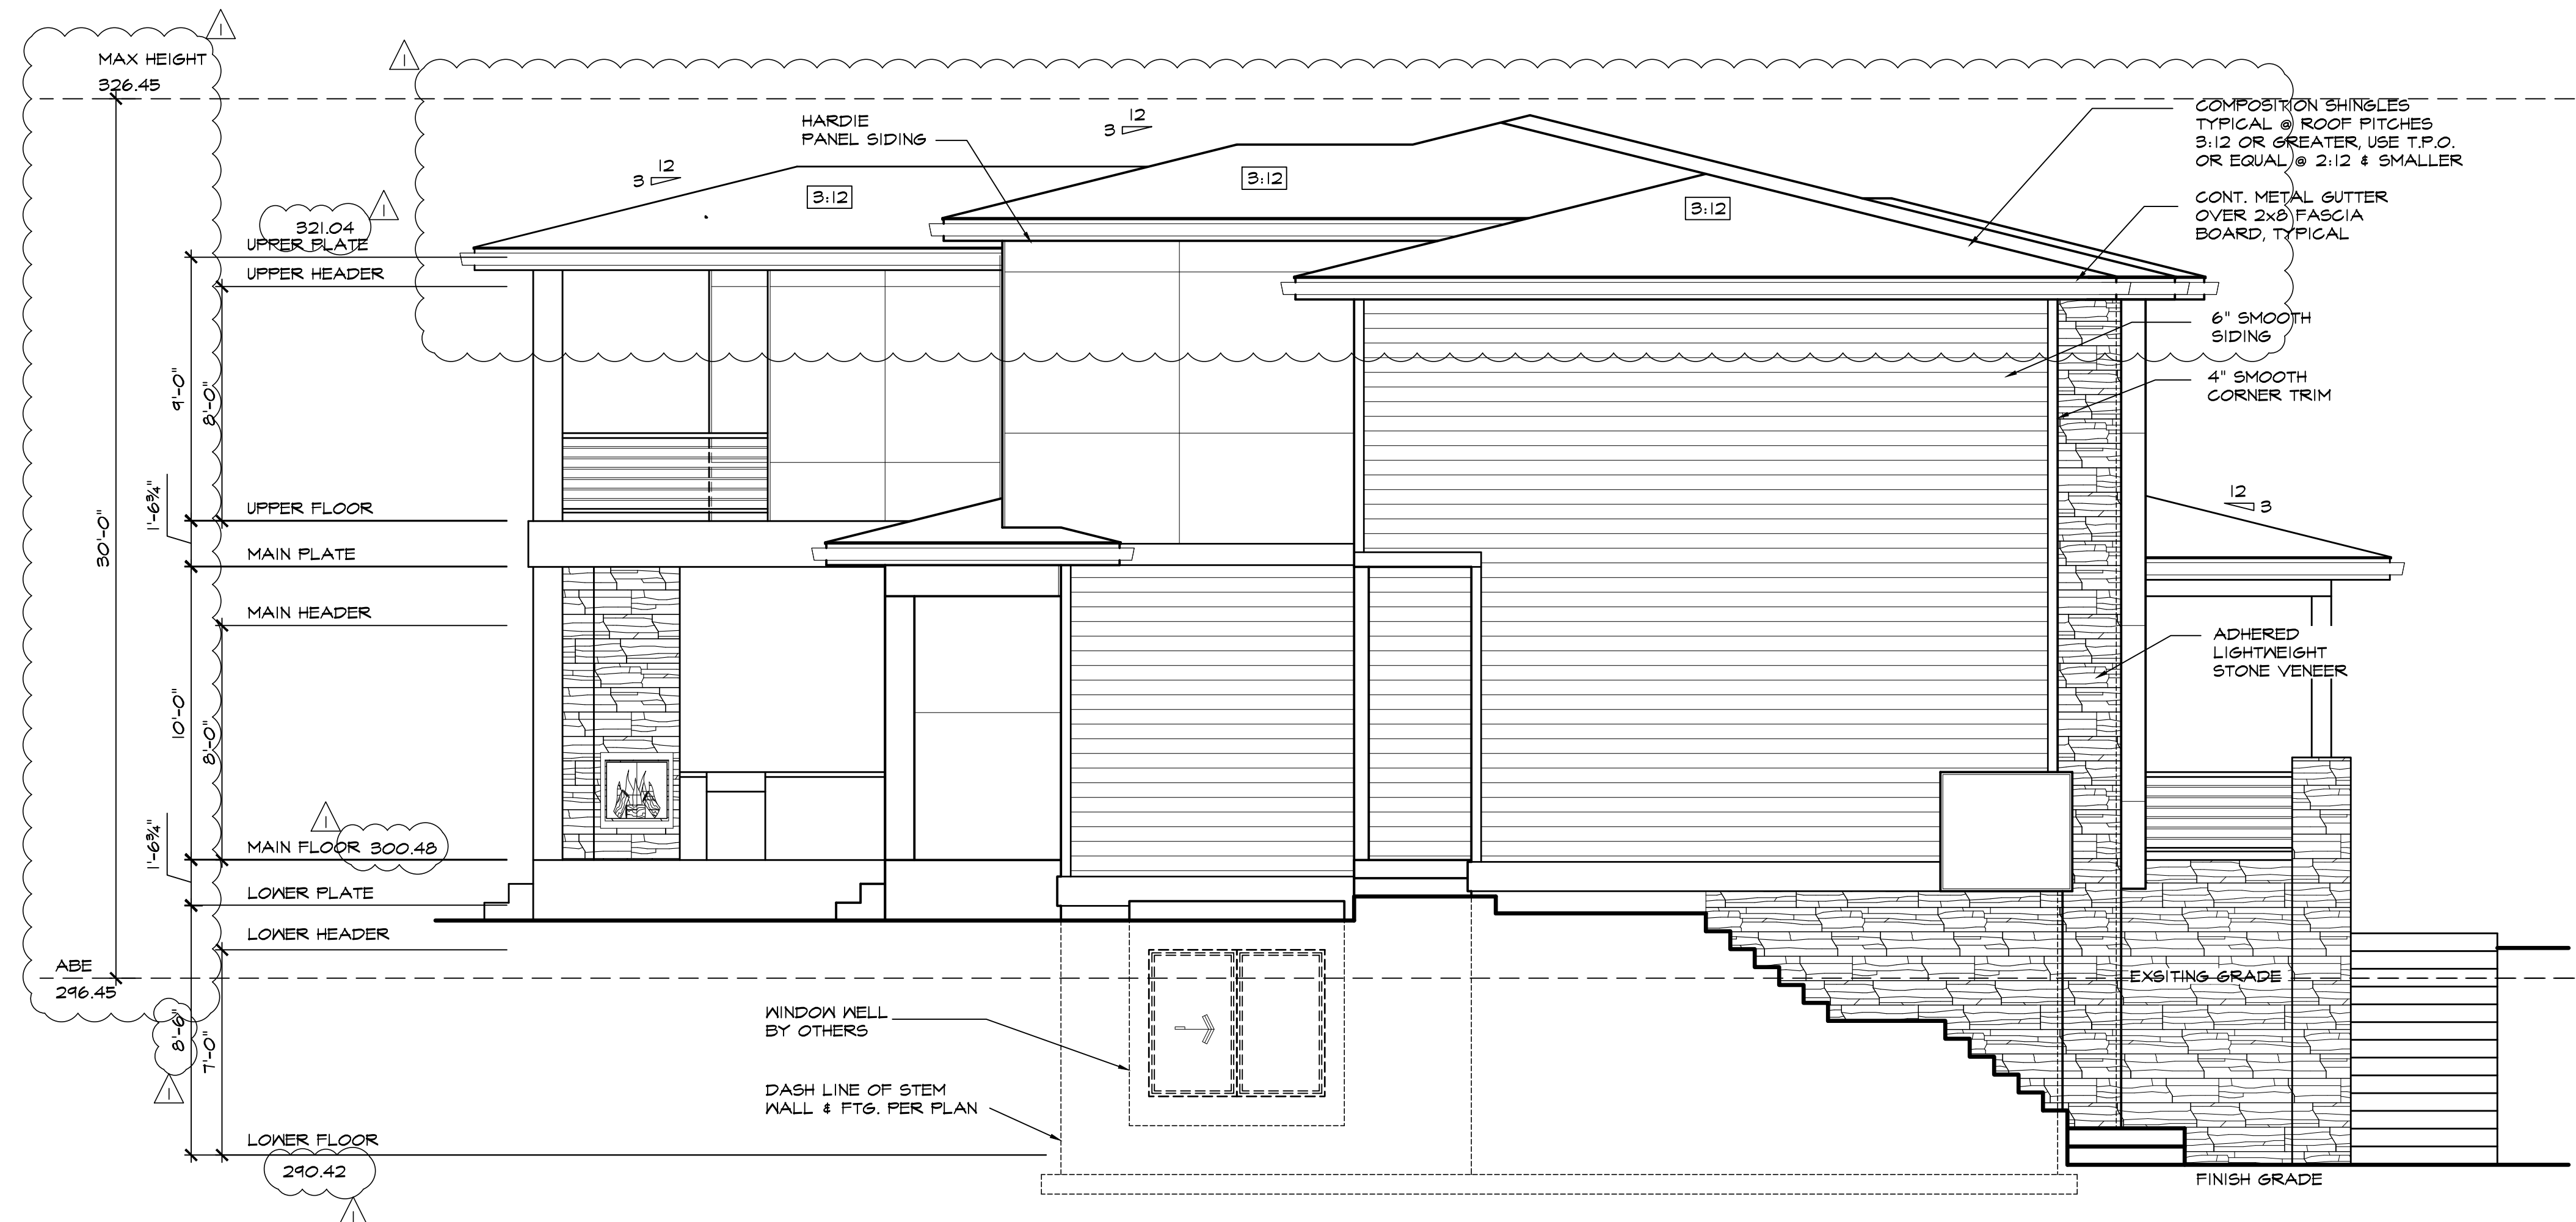 MAX HEIGHT
326.45
321.04
UPPER PLATE
UPPER HEADER
9'-0"
8'-0"
1'-6¾"
30'-0"
UPPER FLOOR
MAIN PLATE
MAIN HEADER
10'-0"
8'-0"
1'-6¾"
MAIN FLOOR 300.48
LOWER PLATE
LOWER HEADER
ABE
296.45
8'-6"
7'-0"
LOWER FLOOR
290.42
1
1
1
1
1
1
HARDIE
PANEL SIDING
12
3
12
3
3:12
3:12
3:12
COMPOSITION SHINGLES
TYPICAL @ ROOF PITCHES
3:12 OR GREATER, USE T.P.O.
OR EQUAL @ 2:12 & SMALLER
CONT. METAL GUTTER
OVER 2x8 FASCIA
BOARD, TYPICAL
6" SMOOTH
SIDING
4" SMOOTH
CORNER TRIM
12
3
ADHERED
LIGHTWEIGHT
STONE VENEER
EXSITING GRADE
WINDOW WELL
BY OTHERS
DASH LINE OF STEM
WALL & FTG. PER PLAN
FINISH GRADE